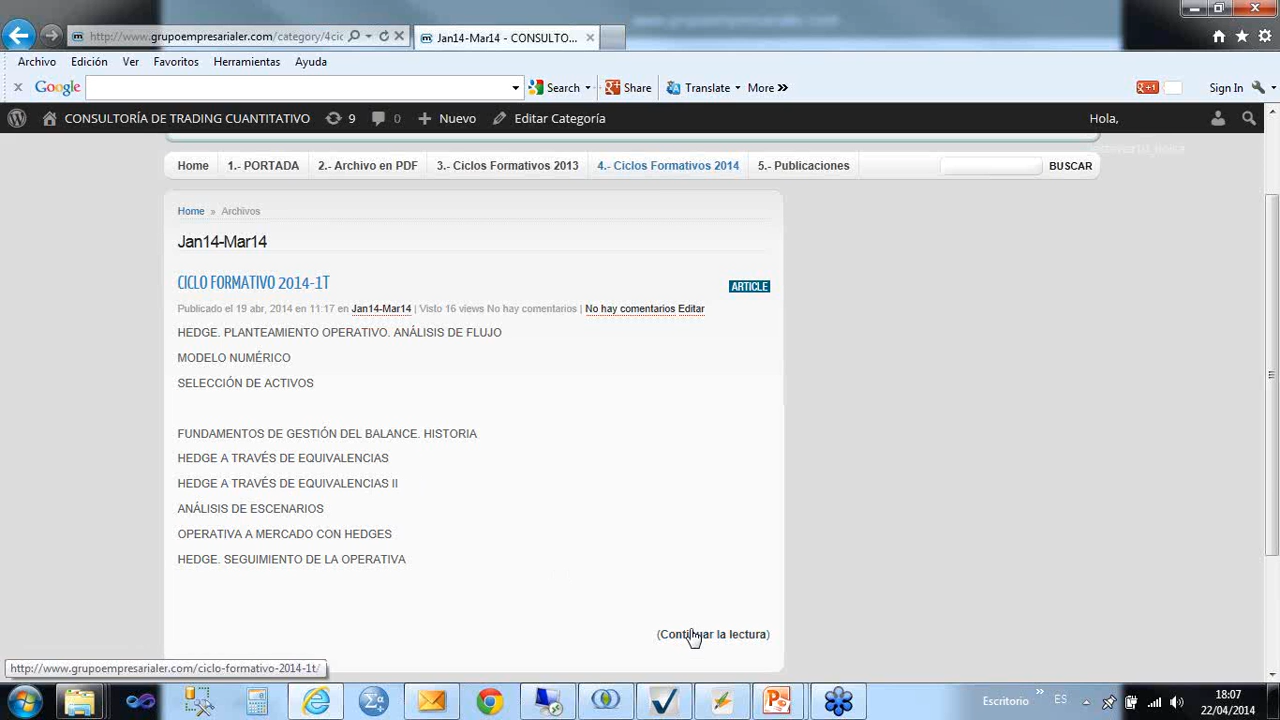 www.grupoempresarialer.com
http://www.grupoempresarialer.com/category/4cic
Jan14-Mar14 - CONSULTO...
Archivo Edición Ver Favoritos Herramientas Ayuda
x Google Search Share Translate More » g+1 Sign In
CONSULTORÍA DE TRADING CUANTITATIVO 9 0 + Nuevo Editar Categoría Hola,
Home 1.- PORTADA 2.- Archivo en PDF 3.- Ciclos Formativos 2013 4.- Ciclos Formativos 2014 5.- Publicaciones BUSCAR
Home » Archivos
Jan14-Mar14
CICLO FORMATIVO 2014-1T
ARTICLE
Publicado el 19 abr, 2014 en 11:17 en Jan14-Mar14 | Visto 16 views No hay comentarios | No hay comentarios Editar
HEDGE. PLANTEAMIENTO OPERATIVO. ANÁLISIS DE FLUJO
MODELO NUMÉRICO
SELECCIÓN DE ACTIVOS
FUNDAMENTOS DE GESTIÓN DEL BALANCE. HISTORIA
HEDGE A TRAVÉS DE EQUIVALENCIAS
HEDGE A TRAVÉS DE EQUIVALENCIAS II
ANÁLISIS DE ESCENARIOS
OPERATIVA A MERCADO CON HEDGES
HEDGE. SEGUIMIENTO DE LA OPERATIVA
(Continuar la lectura)
http://www.grupoempresarialer.com/ciclo-formativo-2014-1t/
Escritorio » ES
18:07
22/04/2014